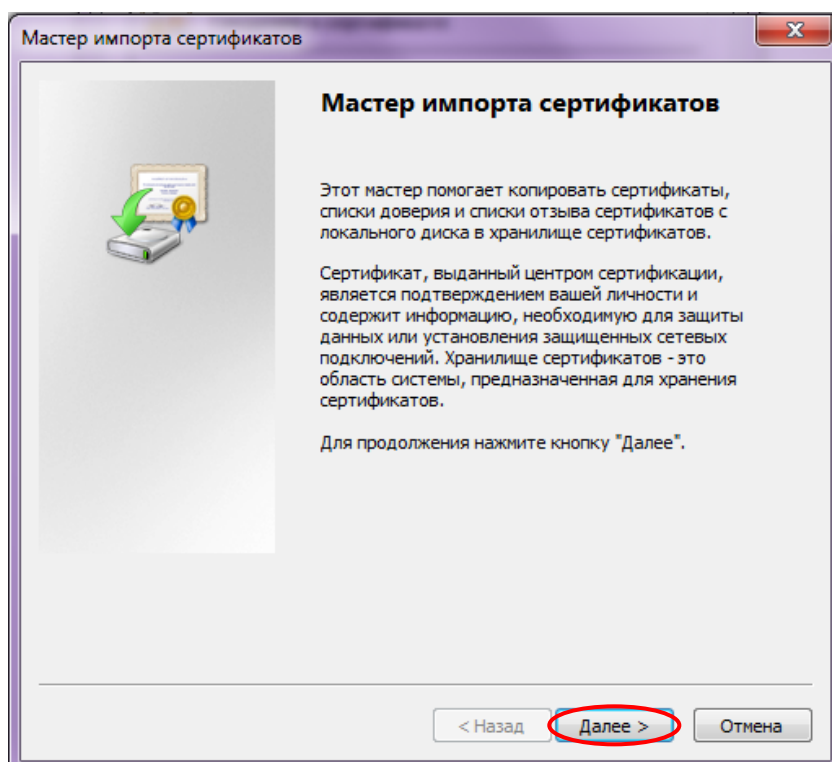 Мастер импорта сертификатов
Мастер импорта сертификатов
Этот мастер помогает копировать сертификаты,
списки доверия и списки отзыва сертификатов с
локального диска в хранилище сертификатов.
Сертификат, выданный центром сертификации,
является подтверждением вашей личности и
содержит информацию, необходимую для защиты
данных или установления защищенных сетевых
подключений. Хранилище сертификатов - это
область системы, предназначенная для хранения
сертификатов.
Для продолжения нажмите кнопку "Далее".
< Назад Далее > Отмена